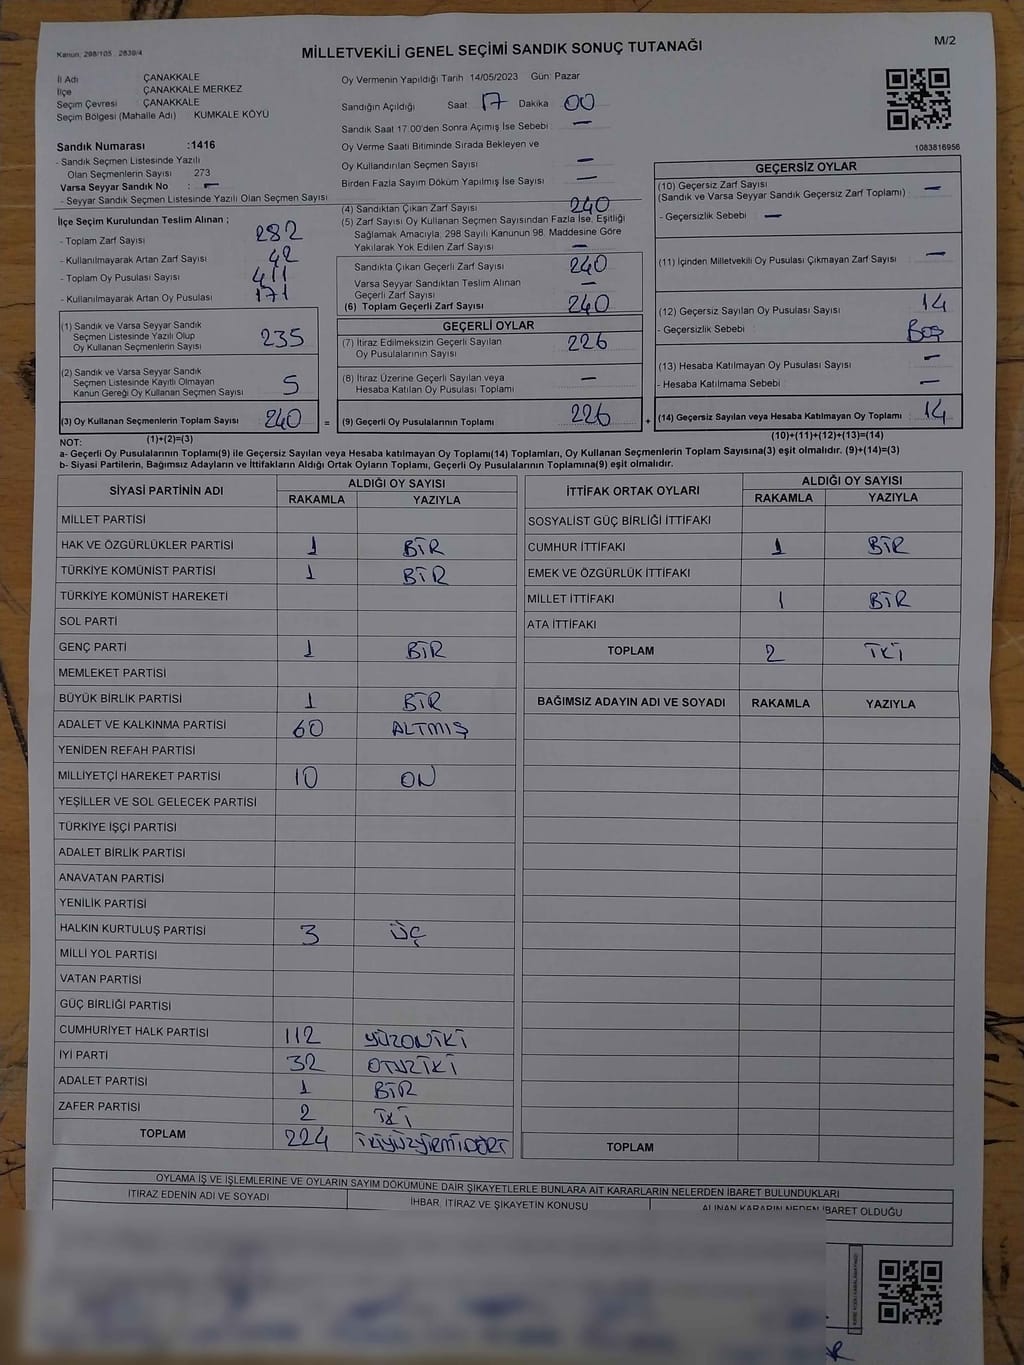 Kanun: 298/105 . 2839/4
MİLLETVEKİLİ GENEL SEÇİMİ SANDIK SONUÇ TUTANAĞI
M/2
İl Adı ÇANAKKALE
İlçe ÇANAKKALE MERKEZ
Seçim Çevresi ÇANAKKALE
Seçim Bölgesi (Mahalle Adı) KUMKALE KÖYÜ
Oy Vermenin Yapıldığı Tarih 14/05/2023 Gün: Pazar
Sandığın Açıldığı Saat 17 Dakika 00
Sandık Saat 17.00'den Sonra Açımış İse Sebebi : —
Oy Verme Saati Bitiminde Sırada Bekleyen ve
Oy Kullandırılan Seçmen Sayısı —
Birden Fazla Sayım Döküm Yapılmış İse Sayısı —
1083816956
Sandık Numarası :1416
- Sandık Seçmen Listesinde Yazılı
Olan Seçmenlerin Sayısı 273
Varsa Seyyar Sandık No : —
- Seyyar Sandık Seçmen Listesinde Yazılı Olan Seçmen Sayısı
İlçe Seçim Kurulundan Teslim Alınan ;
- Toplam Zarf Sayısı 282
- Kullanılmayarak Artan Zarf Sayısı 42
- Toplam Oy Pusulası Sayısı 411
- Kullanılmayarak Artan Oy Pusulası 171
(1) Sandık ve Varsa Seyyar Sandık
Seçmen Listesinde Yazılı Olup
Oy Kullanan Seçmenlerin Sayısı 235
(2) Sandık ve Varsa Seyyar Sandık
Seçmen Listesinde Kayıtlı Olmayan
Kanun Gereği Oy Kullanan Seçmen Sayısı 5
(3) Oy Kullanan Seçmenlerin Toplam Sayısı 240 =
(1)+(2)=(3)
(4) Sandıktan Çıkan Zarf Sayısı 240
(5) Zarf Sayısı Oy Kullanan Seçmen Sayısından Fazla İse, Eşitliği
Sağlamak Amacıyla, 298 Sayılı Kanunun 98. Maddesine Göre
Yakılarak Yok Edilen Zarf Sayısı —
Sandıkta Çıkan Geçerli Zarf Sayısı 240
Varsa Seyyar Sandıktan Teslim Alınan
Geçerli Zarf Sayısı —
(6) Toplam Geçerli Zarf Sayısı 240
GEÇERLİ OYLAR
(7) İtiraz Edilmeksizin Geçerli Sayılan
Oy Pusulalarının Sayısı 226
(8) İtiraz Üzerine Geçerli Sayılan veya
Hesaba Katılan Oy Pusulası Toplamı —
(9) Geçerli Oy Pusulalarının Toplamı 226 +
GEÇERSİZ OYLAR
(10) Geçersiz Zarf Sayısı
(Sandık ve Varsa Seyyar Sandık Geçersiz Zarf Toplamı) —
- Geçersizlik Sebebi : —
(11) İçinden Milletvekili Oy Pusulası Çıkmayan Zarf Sayısı —
(12) Geçersiz Sayılan Oy Pusulası Sayısı 14
- Geçersizlik Sebebi : Boş
(13) Hesaba Katılmayan Oy Pusulası Sayısı —
- Hesaba Katılmama Sebebi : —
(14) Geçersiz Sayılan veya Hesaba Katılmayan Oy Toplamı 14
(10)+(11)+(12)+(13)=(14)
NOT:
a- Geçerli Oy Pusulalarının Toplamı(9) ile Geçersiz Sayılan veya Hesaba katılmayan Oy Toplamı(14) Toplamları, Oy Kullanan Seçmenlerin Toplam Sayısına(3) eşit olmalıdır. (9)+(14)=(3)
b- Siyasi Partilerin, Bağımsız Adayların ve İttifakların Aldığı Ortak Oyların Toplamı, Geçerli Oy Pusulalarının Toplamına(9) eşit olmalıdır.
SİYASİ PARTİNİN ADI ALDIĞI OY SAYISI
RAKAMLA YAZIYLA
MİLLET PARTİSİ
HAK VE ÖZGÜRLÜKLER PARTİSİ 1 BİR
TÜRKİYE KOMÜNİST PARTİSİ 1 BİR
TÜRKİYE KOMÜNİST HAREKETİ
SOL PARTİ
GENÇ PARTİ 1 BİR
MEMLEKET PARTİSİ
BÜYÜK BİRLİK PARTİSİ 1 BİR
ADALET VE KALKINMA PARTİSİ 60 ALTMIŞ
YENİDEN REFAH PARTİSİ
MİLLİYETÇİ HAREKET PARTİSİ 10 ON
YEŞİLLER VE SOL GELECEK PARTİSİ
TÜRKİYE İŞÇİ PARTİSİ
ADALET BİRLİK PARTİSİ
ANAVATAN PARTİSİ
YENİLİK PARTİSİ
HALKIN KURTULUŞ PARTİSİ 3 ÜÇ
MİLLİ YOL PARTİSİ
VATAN PARTİSİ
GÜÇ BİRLİĞİ PARTİSİ
CUMHURİYET HALK PARTİSİ 112 YÜZONİKİ
İYİ PARTİ 32 OTUZİKİ
ADALET PARTİSİ 1 BİR
ZAFER PARTİSİ 2 İKİ
TOPLAM 224 İKİYÜZYİRMİDÖRT
İTTİFAK ORTAK OYLARI ALDIĞI OY SAYISI
RAKAMLA YAZIYLA
SOSYALİST GÜÇ BİRLİĞİ İTTİFAKI
CUMHUR İTTİFAKI 1 BİR
EMEK VE ÖZGÜRLÜK İTTİFAKI
MİLLET İTTİFAKI 1 BİR
ATA İTTİFAKI
TOPLAM 2 İKİ
BAĞIMSIZ ADAYIN ADI VE SOYADI RAKAMLA YAZIYLA
TOPLAM
OYLAMA İŞ VE İŞLEMLERİNE VE OYLARIN SAYIM DÖKÜMÜNE DAİR ŞİKAYETLERLE BUNLARA AİT KARARLARIN NELERDEN İBARET BULUNDUKLARI
İTİRAZ EDENİN ADI VE SOYADI İHBAR, İTİRAZ VE ŞİKAYETİN KONUSU ALINAN KARARIN NEDEN İBARET OLDUĞU